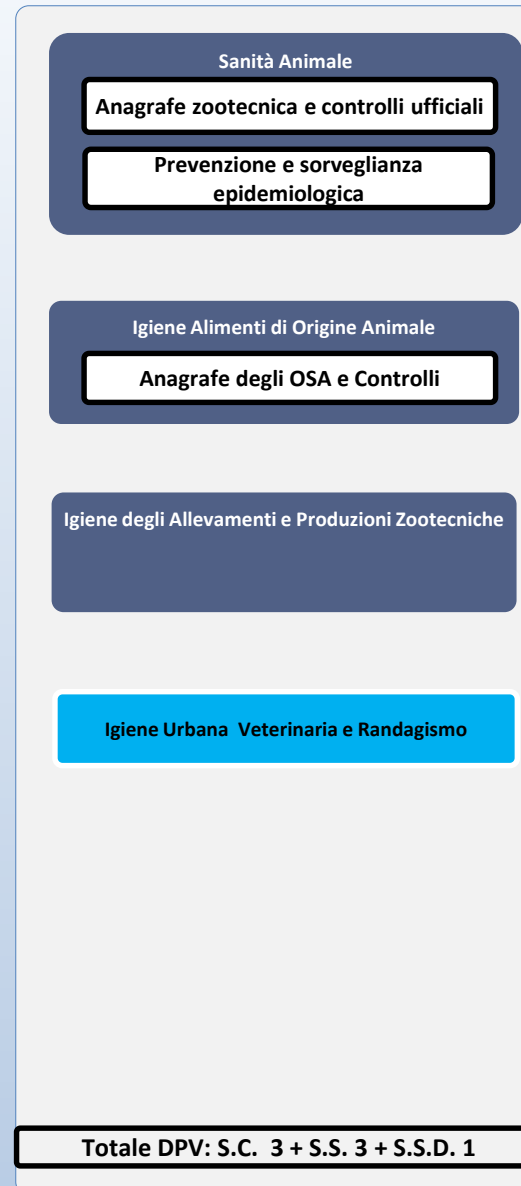 Sanità Animale
Anagrafe zootecnica e controlli ufficiali
Prevenzione e sorveglianza
epidemiologica
Igiene Alimenti di Origine Animale
Anagrafe degli OSA e Controlli
Igiene degli Allevamenti e Produzioni Zootecniche
Igiene Urbana  Veterinaria e Randagismo
Totale DPV: S.C.  3 + S.S. 3 + S.S.D. 1